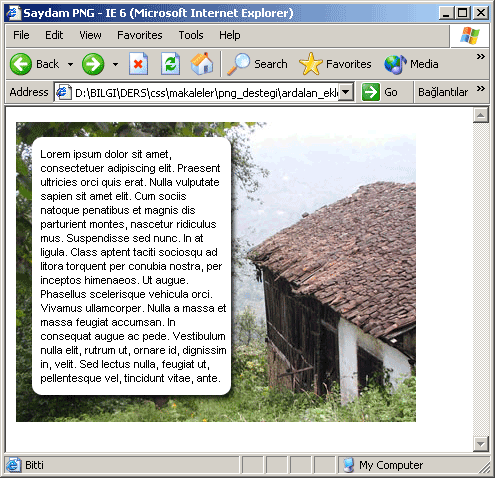 Saydam PNG - IE 6 (Microsoft Internet Explorer)
File Edit View Favorites Tools Help
Back Search Favorites Media
Address D:\BILGI\DERS\css\makaleler\png_destegi\ardalan_ekle Go Bağlantılar
Lorem ipsum dolor sit amet,
consectetuer adipiscing elit. Praesent
ultricies orci quis erat. Nulla vulputate
sapien sit amet elit. Cum sociis
natoque penatibus et magnis dis
parturient montes, nascetur ridiculus
mus. Suspendisse sed nunc. In at
ligula. Class aptent taciti sociosqu ad
litora torquent per conubia nostra, per
inceptos himenaeos. Ut augue.
Phasellus scelerisque vehicula orci.
Vivamus ullamcorper. Nulla a massa et
massa feugiat accumsan. In
consequat augue ac pede. Vestibulum
nulla elit, rutrum ut, ornare id, dignissim
in, velit. Sed lectus nulla, feugiat ut,
pellentesque vel, tincidunt vitae, ante.
Bitti My Computer